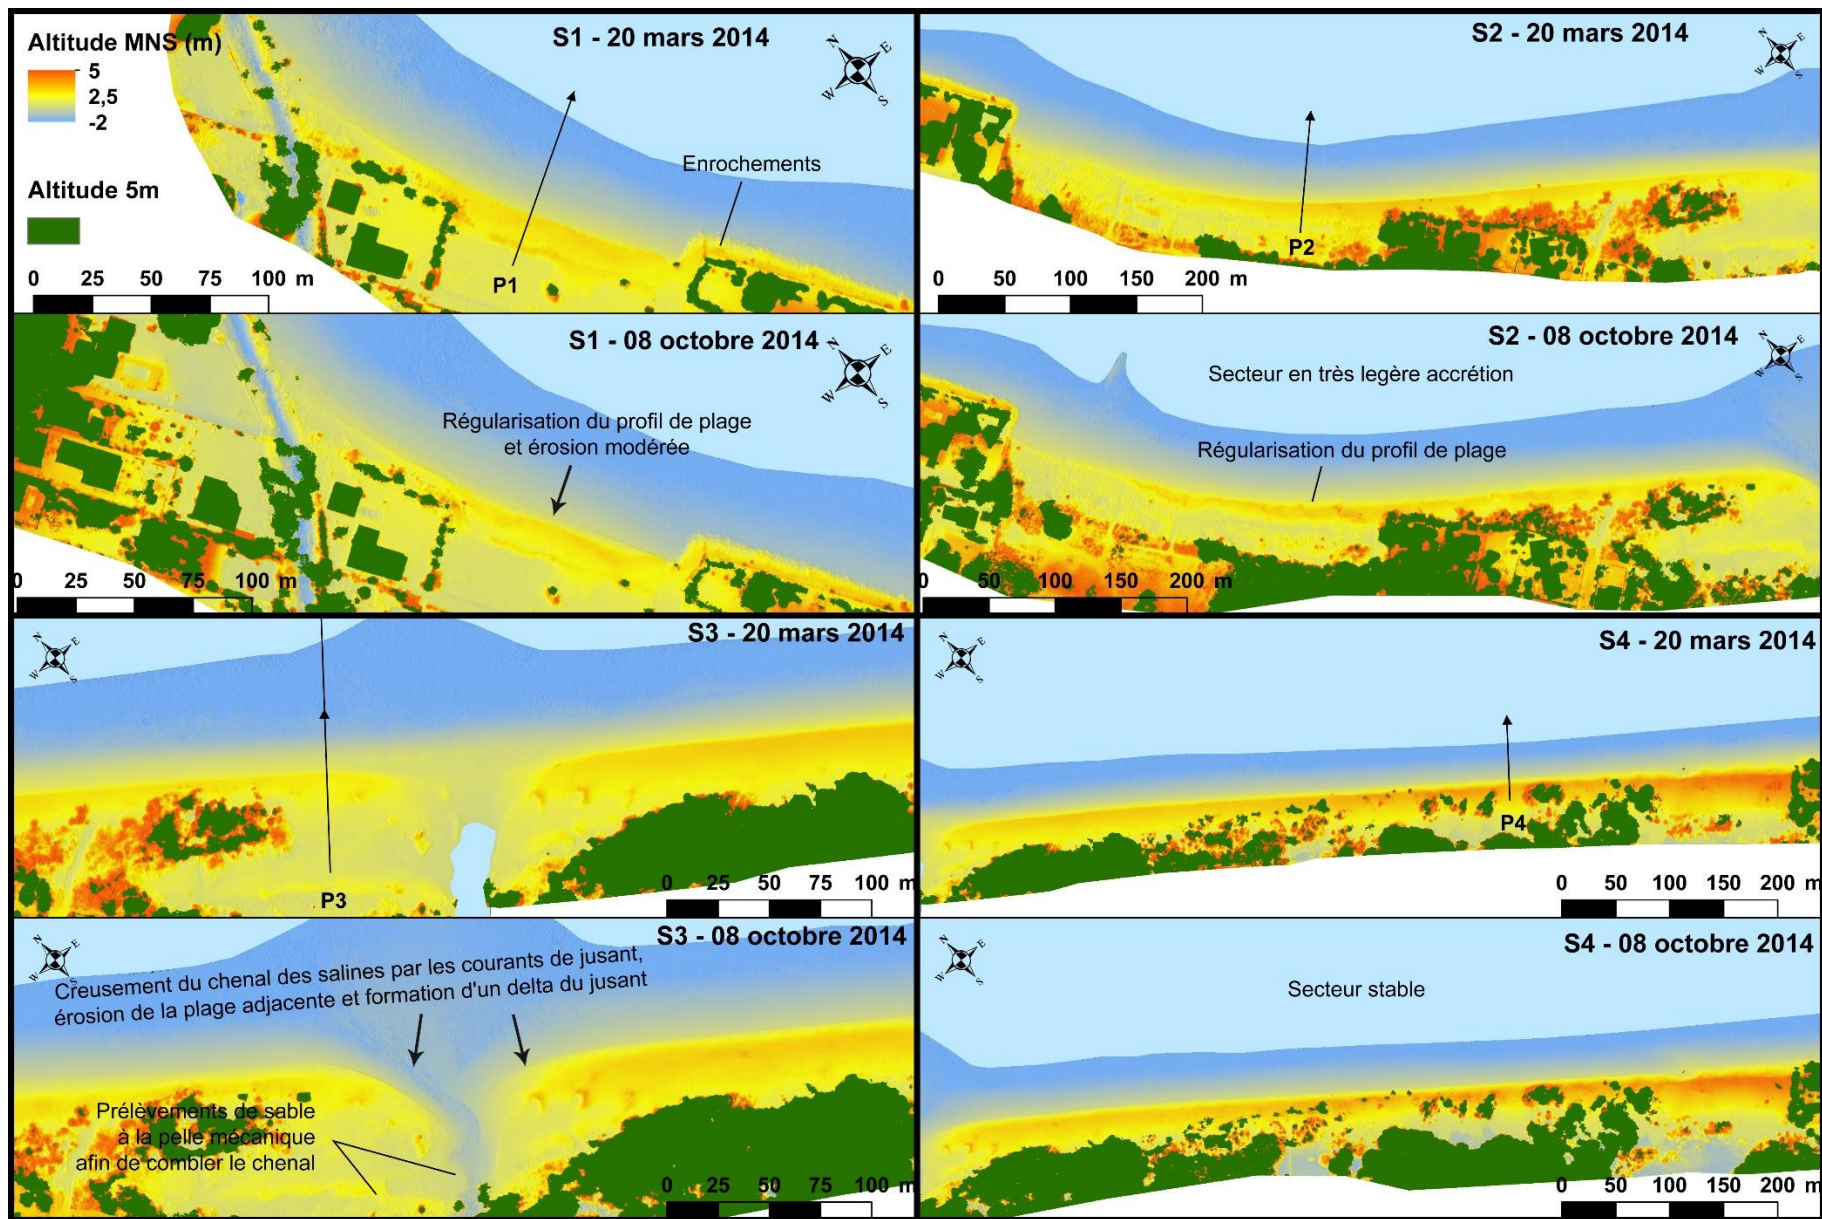 Altitude MNS (m)
5
2,5
-2
Altitude 5m
0 25 50 75 100 m
S1 - 20 mars 2014
N E W S
Enrochements
P1
S2 - 20 mars 2014
N E W S
P2
0 50 100 150 200 m
S1 - 08 octobre 2014
N E W S
Régularisation du profil de plage
et érosion modérée
0 25 50 75 100 m
S2 - 08 octobre 2014
N E W S
Secteur en très legère accrétion
Régularisation du profil de plage
0 50 100 150 200 m
S3 - 20 mars 2014
N E W S
P3
0 25 50 75 100 m
S4 - 20 mars 2014
N E W S
P4
0 50 100 150 200 m
S3 - 08 octobre 2014
N E W S
Creusement du chenal des salines par les courants de jusant,
érosion de la plage adjacente et formation d'un delta du jusant
Prélèvements de sable
à la pelle mécanique
afin de combler le chenal
0 25 50 75 100 m
S4 - 08 octobre 2014
N E W S
Secteur stable
0 50 100 150 200 m